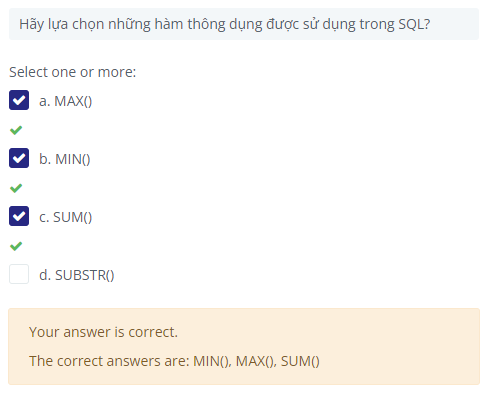 Hãy lựa chọn những hàm thông dụng được sử dụng trong SQL?
Select one or more:
a. MAX()
b. MIN()
c. SUM()
d. SUBSTR()
Your answer is correct.
The correct answers are: MIN(), MAX(), SUM()